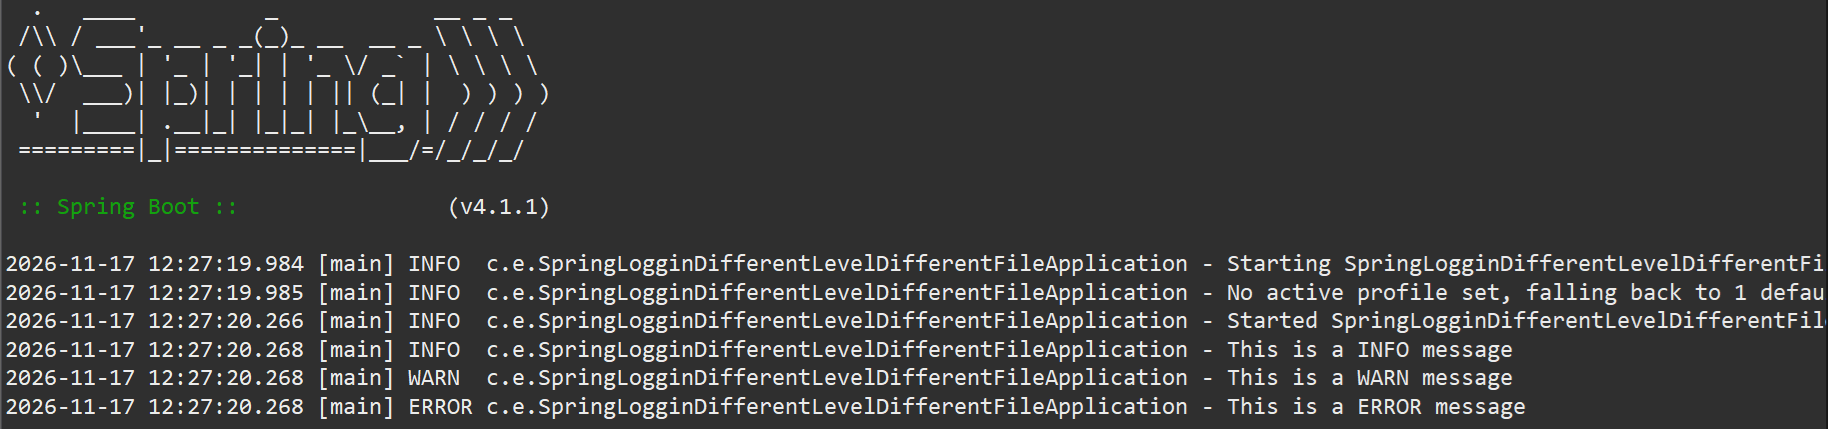 .   ____          _            __ _ _
 /\\ / ___'_ __ _ _(_)_ __  __ _ \ \ \ \
( ( )\___ | '_ | '_| | '_ \/ _` | \ \ \ \
 \\/  ___)| |_)| | | | | || (_| |  ) ) ) )
  '  |____| .__|_| |_|_| |_\__, | / / / /
 =========|_|==============|___/=/_/_/_/

 :: Spring Boot ::                (v4.1.1)

2026-11-17 12:27:19.984 [main] INFO  c.e.SpringLogginDifferentLevelDifferentFileApplication - Starting SpringLogginDifferentLevelDifferentFi
2026-11-17 12:27:19.985 [main] INFO  c.e.SpringLogginDifferentLevelDifferentFileApplication - No active profile set, falling back to 1 defau
2026-11-17 12:27:20.266 [main] INFO  c.e.SpringLogginDifferentLevelDifferentFileApplication - Started SpringLogginDifferentLevelDifferentFil
2026-11-17 12:27:20.268 [main] INFO  c.e.SpringLogginDifferentLevelDifferentFileApplication - This is a INFO message
2026-11-17 12:27:20.268 [main] WARN  c.e.SpringLogginDifferentLevelDifferentFileApplication - This is a WARN message
2026-11-17 12:27:20.268 [main] ERROR c.e.SpringLogginDifferentLevelDifferentFileApplication - This is a ERROR message